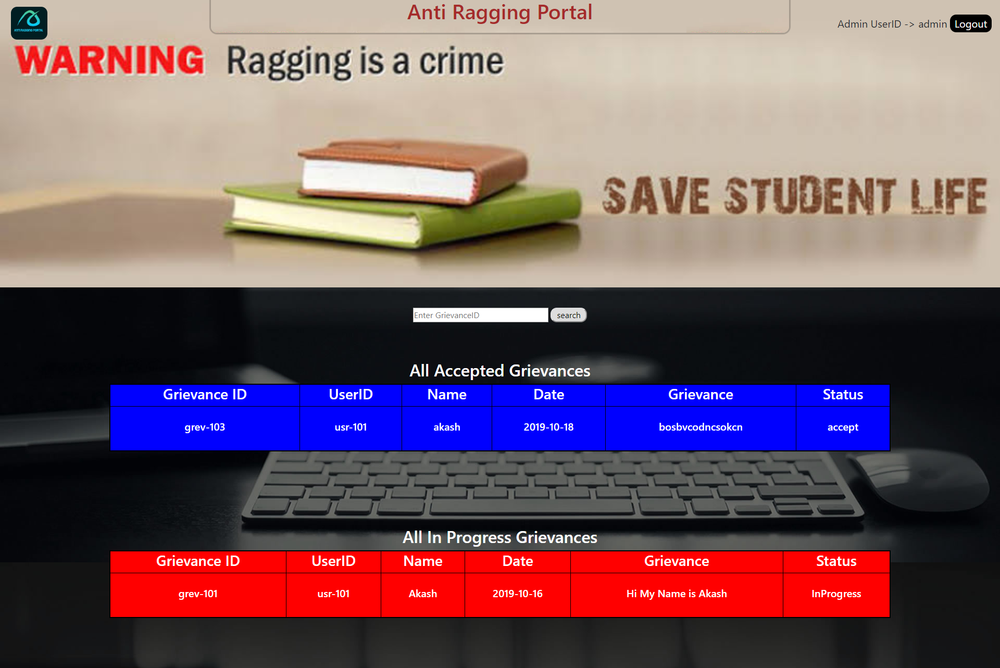 Anti Ragging Portal
ANTI RAGGING PORTAL
Admin UserID -> admin Logout
WARNING Ragging is a crime
SAVE STUDENT LIFE
Enter GrievanceID search
All Accepted Grievances
Grievance ID UserID Name Date Grievance Status
grev-103 usr-101 akash 2019-10-18 bosbvcodncsokcn accept
All In Progress Grievances
Grievance ID UserID Name Date Grievance Status
grev-101 usr-101 Akash 2019-10-16 Hi My Name is Akash InProgress